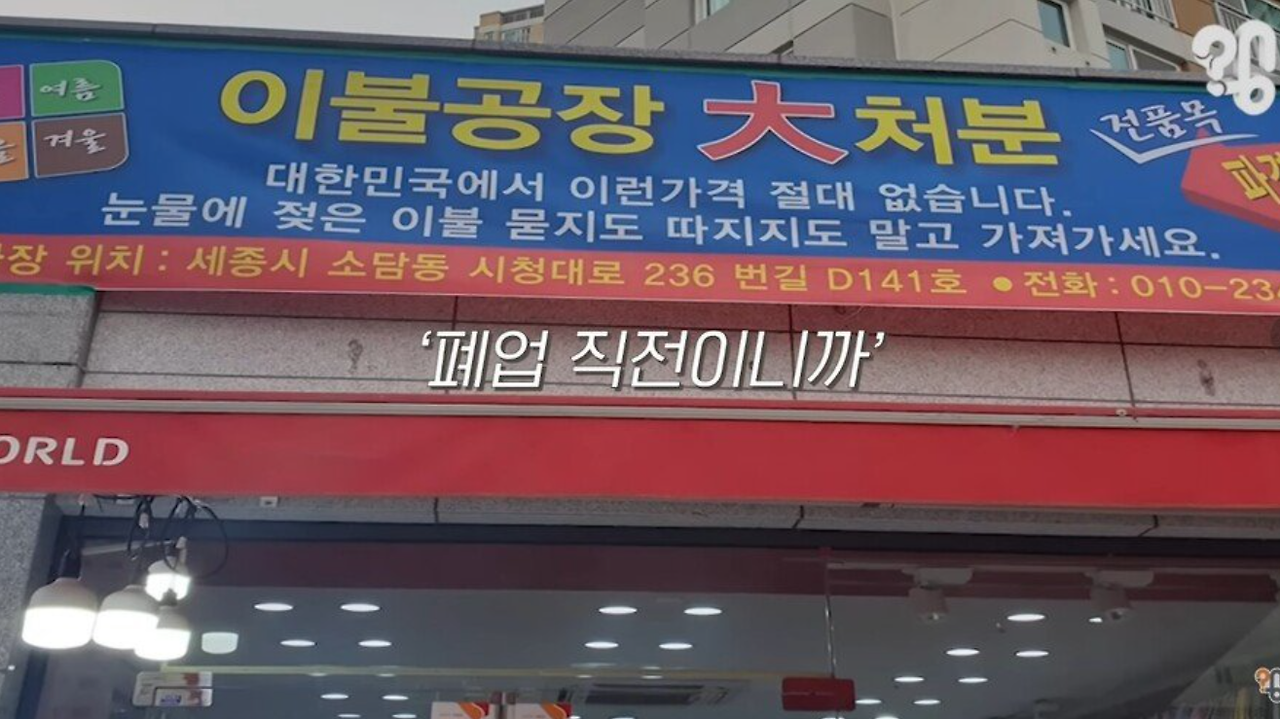 여름
겨울
이불공장 大처분
전품목
대한민국에서 이런가격 절대 없습니다.
눈물에 젖은 이불 묻지도 따지지도 말고 가져가세요.
위치 : 세종시 소담동 시청대로 236 번길 D141호 ●전화 : 010-23
‘폐업 직전이니까’
ORLD